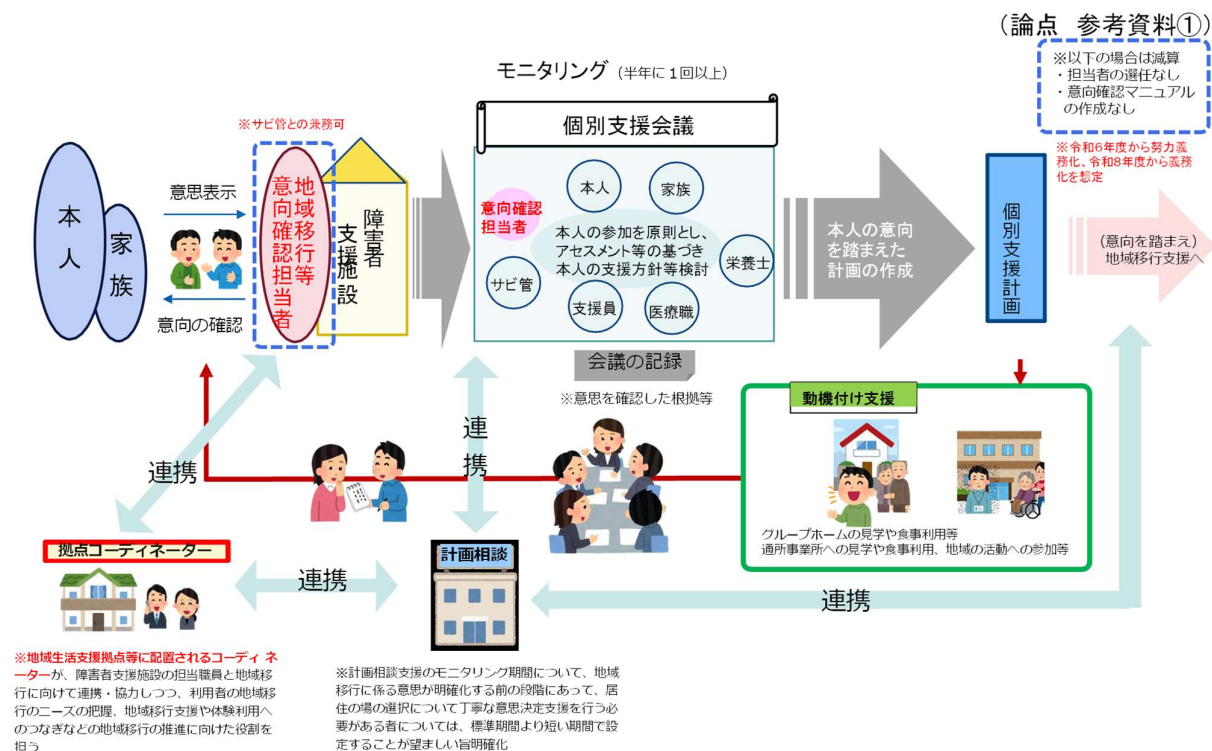 （論点　参考資料①）
※以下の場合は減算
・担当者の選任なし
・意向確認マニュアル
の作成なし
モニタリング（半年に１回以上）
個別支援会議
※サビ管との兼務可
※令和6年度から努力義
務化、令和8年度から義務
化を想定
本人
家族
意思表示
意向の確認
地域移行等
意向確認担当者
障害者
支援施設
意向確認
担当者
本人
家族
本人の参加を原則とし、
アセスメント等の基づき
本人の支援方針等検討
サビ管
支援員
医療職
栄養士
本人の意向
を踏まえた
計画の作成
個別支援計画
（意向を踏まえ）
地域移行支援へ
会議の記録
※意思を確認した根拠等
動機付け支援
グループホームの見学や食事利用等
通所事業所への見学や食事利用、地域の活動への参加等
連携
連携
拠点コーディネーター
連携
計画相談
連携
※地域生活支援拠点等に配置されるコーディ ネ
ーターが、障害者支援施設の担当職員と地域移
行に向けて連携・協力しつつ、利用者の地域移
行のニーズの把握、地域移行支援や体験利用へ
のつなぎなどの地域移行の推進に向けた役割を
担う
※計画相談支援のモニタリング期間について、地域
移行に係る意思が明確化する前の段階にあって、居
住の場の選択について丁寧な意思決定支援を行う必
要がある者については、標準期間より短い期間で設
定することが望ましい旨明確化